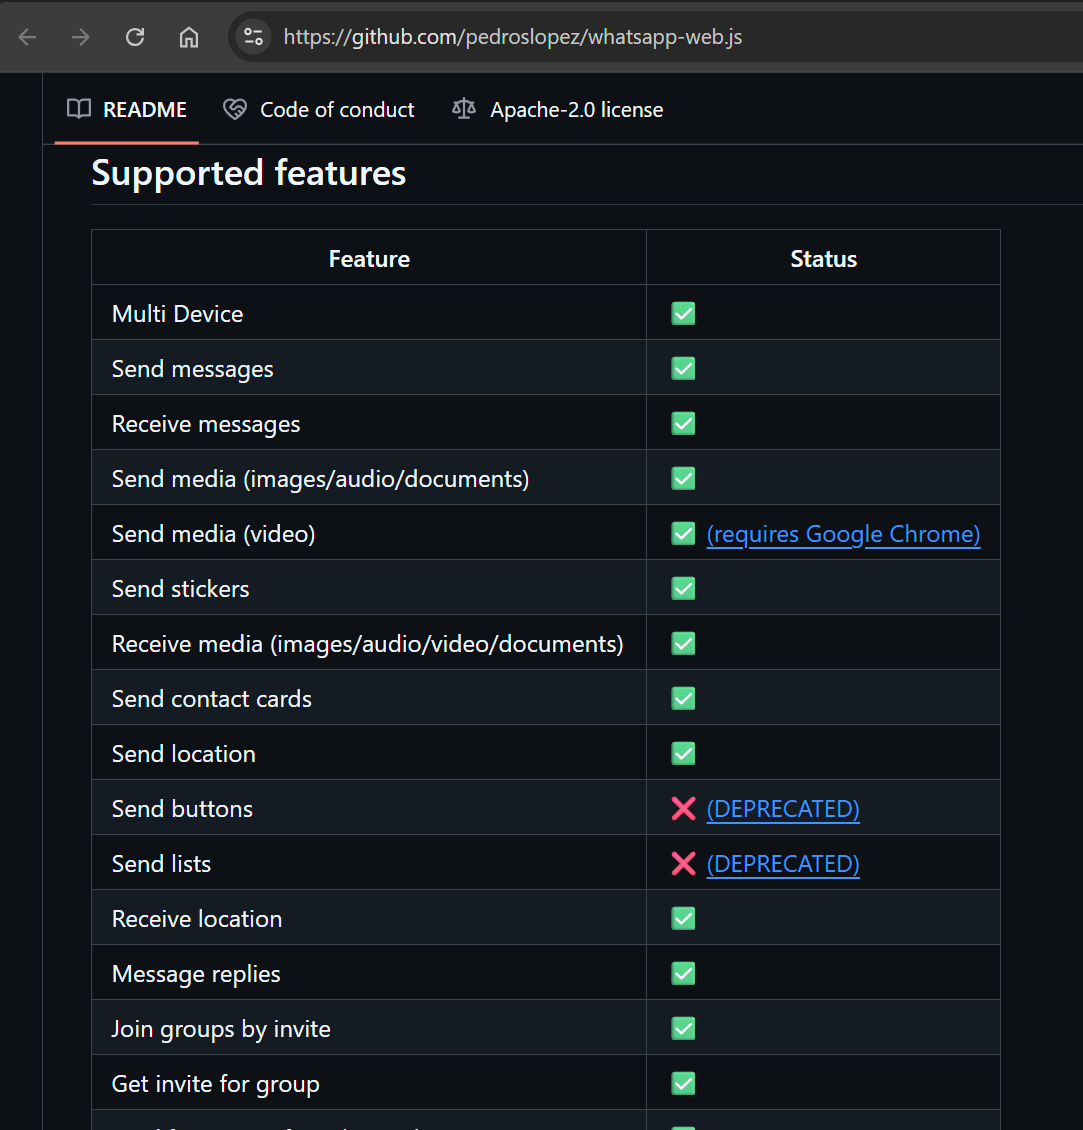 https://github.com/pedroslopez/whatsapp-web.js
README Code of conduct Apache-2.0 license
Supported features
Feature Status
Multi Device ✅
Send messages ✅
Receive messages ✅
Send media (images/audio/documents) ✅
Send media (video) ✅ (requires Google Chrome)
Send stickers ✅
Receive media (images/audio/video/documents) ✅
Send contact cards ✅
Send location ✅
Send buttons ❌ (DEPRECATED)
Send lists ❌ (DEPRECATED)
Receive location ✅
Message replies ✅
Join groups by invite ✅
Get invite for group ✅